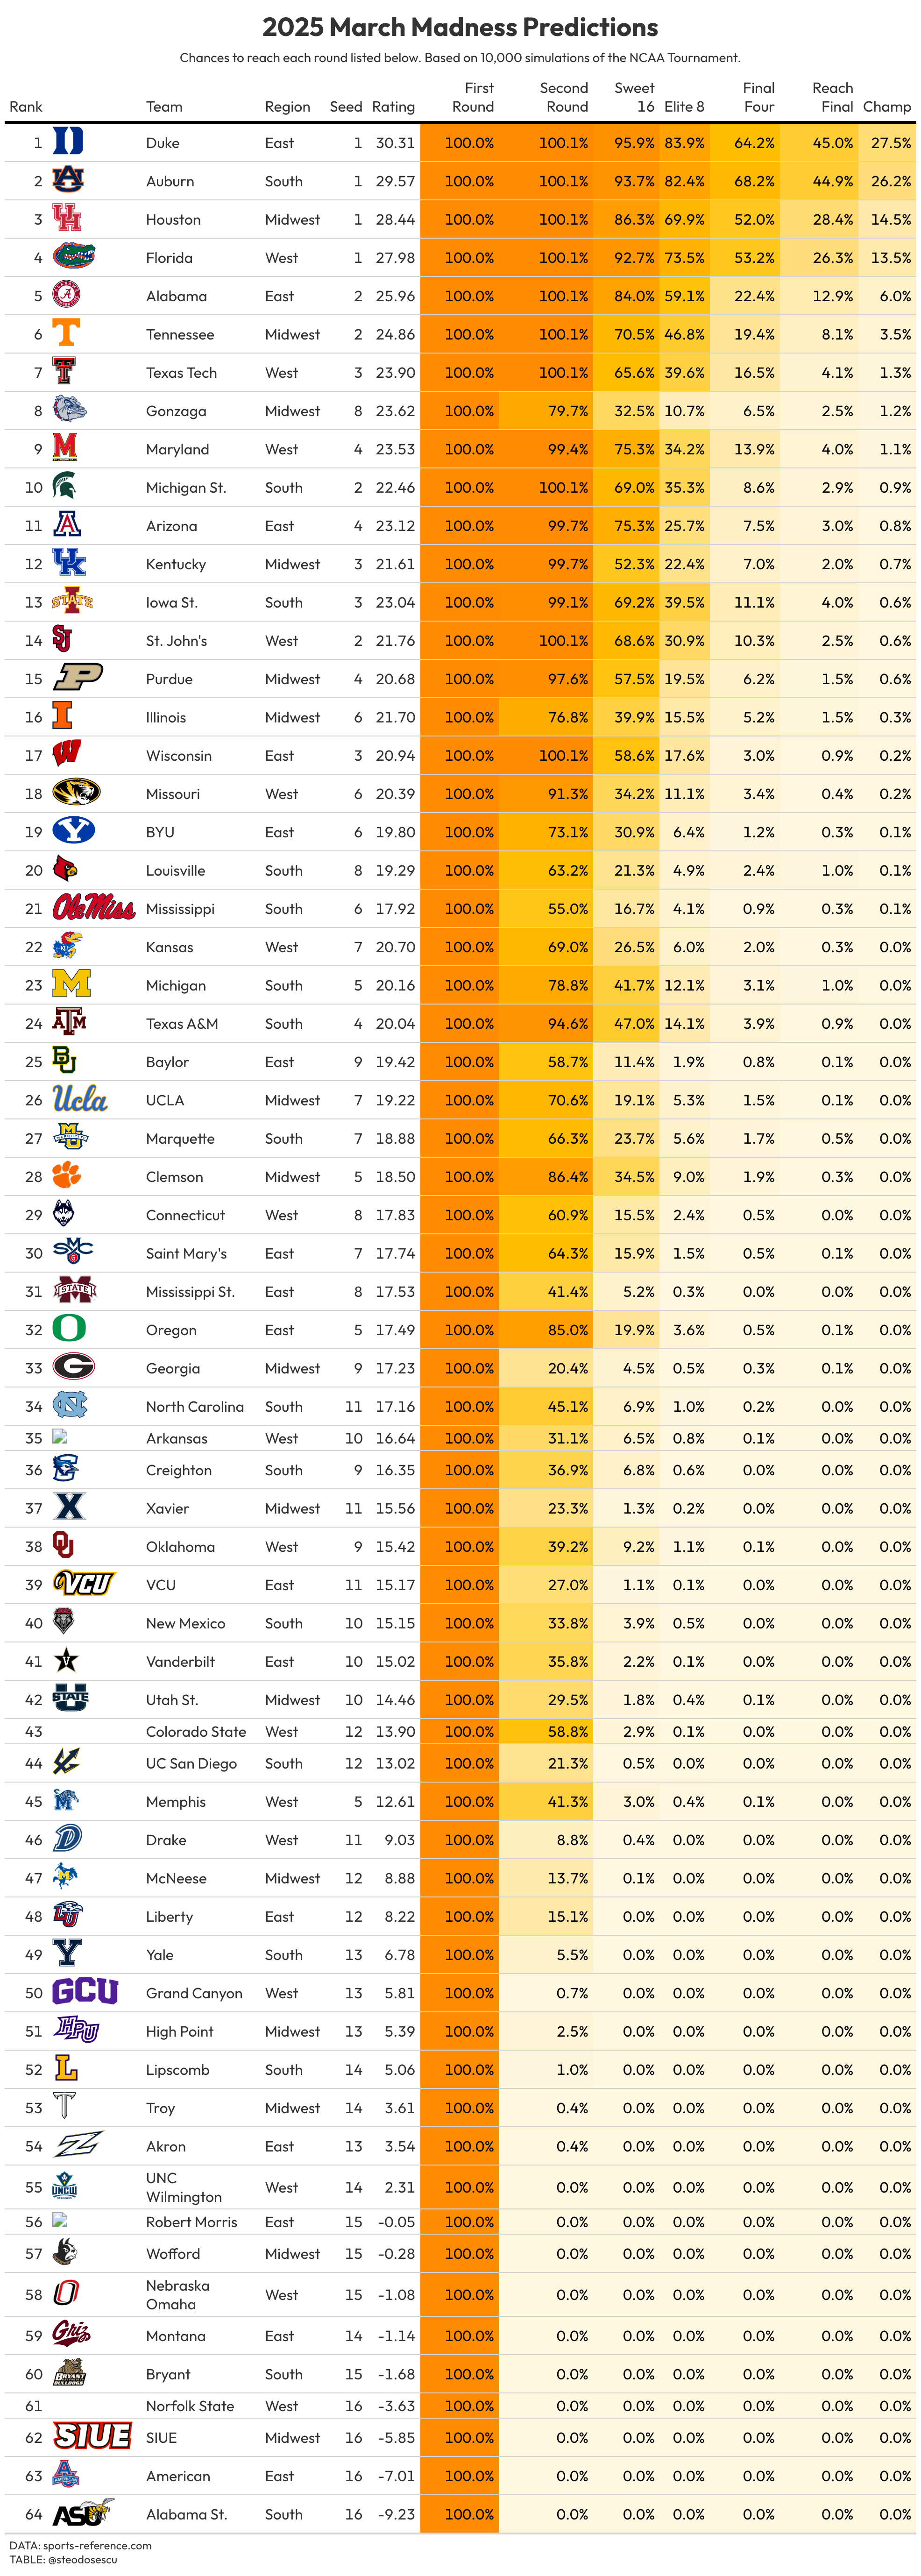 2025 March Madness Predictions
Chances to reach each round listed below. Based on 10,000 simulations of the NCAA Tournament.
Rank Team Region Seed Rating First Round Second Round Sweet 16 Elite 8 Final Four Reach Final Champ
1 Duke East 1 30.31 100.0% 100.1% 95.9% 83.9% 64.2% 45.0% 27.5%
2 Auburn South 1 29.57 100.0% 100.1% 93.7% 82.4% 68.2% 44.9% 26.2%
3 Houston Midwest 1 28.44 100.0% 100.1% 86.3% 69.9% 52.0% 28.4% 14.5%
4 Florida West 1 27.98 100.0% 100.1% 92.7% 73.5% 53.2% 26.3% 13.5%
5 Alabama East 2 25.96 100.0% 100.1% 84.0% 59.1% 22.4% 12.9% 6.0%
6 Tennessee Midwest 2 24.86 100.0% 100.1% 70.5% 46.8% 19.4% 8.1% 3.5%
7 Texas Tech West 3 23.90 100.0% 100.1% 65.6% 39.6% 16.5% 4.1% 1.3%
8 Gonzaga Midwest 8 23.62 100.0% 79.7% 32.5% 10.7% 6.5% 2.5% 1.2%
9 Maryland West 4 23.53 100.0% 99.4% 75.3% 34.2% 13.9% 4.0% 1.1%
10 Michigan St. South 2 22.46 100.0% 100.1% 69.0% 35.3% 8.6% 2.9% 0.9%
11 Arizona East 4 23.12 100.0% 99.7% 75.3% 25.7% 7.5% 3.0% 0.8%
12 Kentucky Midwest 3 21.61 100.0% 99.7% 52.3% 22.4% 7.0% 2.0% 0.7%
13 STATE Iowa St. South 3 23.04 100.0% 99.1% 69.2% 39.5% 11.1% 4.0% 0.6%
14 St. John's West 2 21.76 100.0% 100.1% 68.6% 30.9% 10.3% 2.5% 0.6%
15 Purdue Midwest 4 20.68 100.0% 97.6% 57.5% 19.5% 6.2% 1.5% 0.6%
16 Illinois Midwest 6 21.70 100.0% 76.8% 39.9% 15.5% 5.2% 1.5% 0.3%
17 Wisconsin East 3 20.94 100.0% 100.1% 58.6% 17.6% 3.0% 0.9% 0.2%
18 Missouri West 6 20.39 100.0% 91.3% 34.2% 11.1% 3.4% 0.4% 0.2%
19 BYU East 6 19.80 100.0% 73.1% 30.9% 6.4% 1.2% 0.3% 0.1%
20 Louisville South 8 19.29 100.0% 63.2% 21.3% 4.9% 2.4% 1.0% 0.1%
21 Ole Miss Mississippi South 6 17.92 100.0% 55.0% 16.7% 4.1% 0.9% 0.3% 0.1%
22 Kansas West 7 20.70 100.0% 69.0% 26.5% 6.0% 2.0% 0.3% 0.0%
23 Michigan South 5 20.16 100.0% 78.8% 41.7% 12.1% 3.1% 1.0% 0.0%
24 Texas A&M South 4 20.04 100.0% 94.6% 47.0% 14.1% 3.9% 0.9% 0.0%
25 Baylor East 9 19.42 100.0% 58.7% 11.4% 1.9% 0.8% 0.1% 0.0%
26 Ucla UCLA Midwest 7 19.22 100.0% 70.6% 19.1% 5.3% 1.5% 0.1% 0.0%
27 Marquette South 7 18.88 100.0% 66.3% 23.7% 5.6% 1.7% 0.5% 0.0%
28 Clemson Midwest 5 18.50 100.0% 86.4% 34.5% 9.0% 1.9% 0.3% 0.0%
29 Connecticut West 8 17.83 100.0% 60.9% 15.5% 2.4% 0.5% 0.0% 0.0%
30 Saint Mary's East 7 17.74 100.0% 64.3% 15.9% 1.5% 0.5% 0.1% 0.0%
31 STATE Mississippi St. East 8 17.53 100.0% 41.4% 5.2% 0.3% 0.0% 0.0% 0.0%
32 Oregon East 5 17.49 100.0% 85.0% 19.9% 3.6% 0.5% 0.1% 0.0%
33 Georgia Midwest 9 17.23 100.0% 20.4% 4.5% 0.5% 0.3% 0.1% 0.0%
34 North Carolina South 11 17.16 100.0% 45.1% 6.9% 1.0% 0.2% 0.0% 0.0%
35 Arkansas West 10 16.64 100.0% 31.1% 6.5% 0.8% 0.1% 0.0% 0.0%
36 Creighton South 9 16.35 100.0% 36.9% 6.8% 0.6% 0.0% 0.0% 0.0%
37 Xavier Midwest 11 15.56 100.0% 23.3% 1.3% 0.2% 0.0% 0.0% 0.0%
38 Oklahoma West 9 15.42 100.0% 39.2% 9.2% 1.1% 0.1% 0.0% 0.0%
39 VCU VCU East 11 15.17 100.0% 27.0% 1.1% 0.1% 0.0% 0.0% 0.0%
40 New Mexico South 10 15.15 100.0% 33.8% 3.9% 0.5% 0.0% 0.0% 0.0%
41 Vanderbilt East 10 15.02 100.0% 35.8% 2.2% 0.1% 0.0% 0.0% 0.0%
42 STATE Utah St. Midwest 10 14.46 100.0% 29.5% 1.8% 0.4% 0.1% 0.0% 0.0%
43 Colorado State West 12 13.90 100.0% 58.8% 2.9% 0.1% 0.0% 0.0% 0.0%
44 UC San Diego South 12 13.02 100.0% 21.3% 0.5% 0.0% 0.0% 0.0% 0.0%
45 Memphis West 5 12.61 100.0% 41.3% 3.0% 0.4% 0.1% 0.0% 0.0%
46 Drake West 11 9.03 100.0% 8.8% 0.4% 0.0% 0.0% 0.0% 0.0%
47 McNeese Midwest 12 8.88 100.0% 13.7% 0.1% 0.0% 0.0% 0.0% 0.0%
48 Liberty East 12 8.22 100.0% 15.1% 0.0% 0.0% 0.0% 0.0% 0.0%
49 Yale South 13 6.78 100.0% 5.5% 0.0% 0.0% 0.0% 0.0% 0.0%
50 GCU Grand Canyon West 13 5.81 100.0% 0.7% 0.0% 0.0% 0.0% 0.0% 0.0%
51 HPU High Point Midwest 13 5.39 100.0% 2.5% 0.0% 0.0% 0.0% 0.0% 0.0%
52 Lipscomb South 14 5.06 100.0% 1.0% 0.0% 0.0% 0.0% 0.0% 0.0%
53 Troy Midwest 14 3.61 100.0% 0.4% 0.0% 0.0% 0.0% 0.0% 0.0%
54 Akron East 13 3.54 100.0% 0.4% 0.0% 0.0% 0.0% 0.0% 0.0%
55 UNCW UNC Wilmington West 14 2.31 100.0% 0.0% 0.0% 0.0% 0.0% 0.0% 0.0%
56 Robert Morris East 15 -0.05 100.0% 0.0% 0.0% 0.0% 0.0% 0.0% 0.0%
57 Wofford Midwest 15 -0.28 100.0% 0.0% 0.0% 0.0% 0.0% 0.0% 0.0%
58 Nebraska Omaha West 15 -1.08 100.0% 0.0% 0.0% 0.0% 0.0% 0.0% 0.0%
59 Griz Montana East 14 -1.14 100.0% 0.0% 0.0% 0.0% 0.0% 0.0% 0.0%
60 BRYANT BULLDOGS Bryant South 15 -1.68 100.0% 0.0% 0.0% 0.0% 0.0% 0.0% 0.0%
61 Norfolk State West 16 -3.63 100.0% 0.0% 0.0% 0.0% 0.0% 0.0% 0.0%
62 SIUE SIUE Midwest 16 -5.85 100.0% 0.0% 0.0% 0.0% 0.0% 0.0% 0.0%
63 American East 16 -7.01 100.0% 0.0% 0.0% 0.0% 0.0% 0.0% 0.0%
64 ASU Alabama St. South 16 -9.23 100.0% 0.0% 0.0% 0.0% 0.0% 0.0% 0.0%
DATA: sports-reference.com
TABLE: @steodosescu